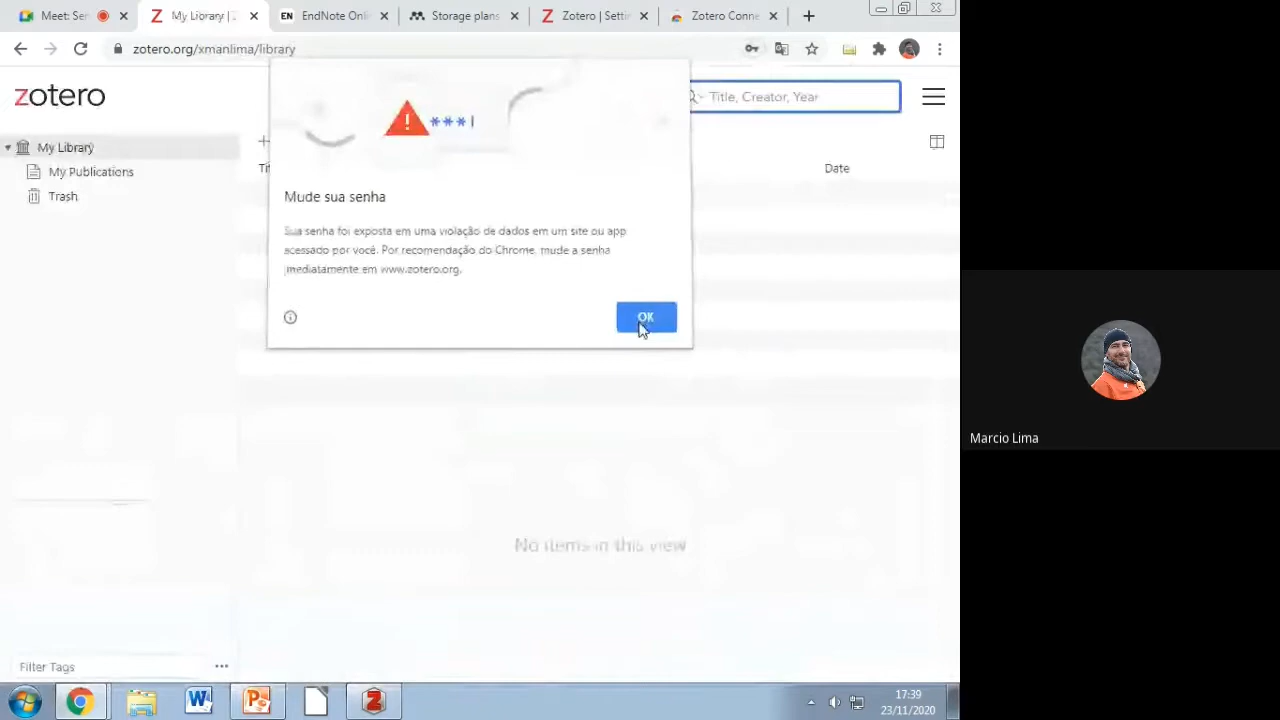 Meet: Ser
My Library |
EndNote Onlin
Storage plans
Zotero | Settin
Zotero Conne
zotero.org/xmanlima/library
zotero
Title, Creator, Year
My Library
My Publications
Trash
Date
***|
Mude sua senha
Sua senha foi exposta em uma violação de dados em um site ou app
acessado por você. Por recomendação do Chrome, mude a senha
imediatamente em www.zotero.org.
OK
No items in this view
Filter Tags
Marcio Lima
17:39
23/11/2020